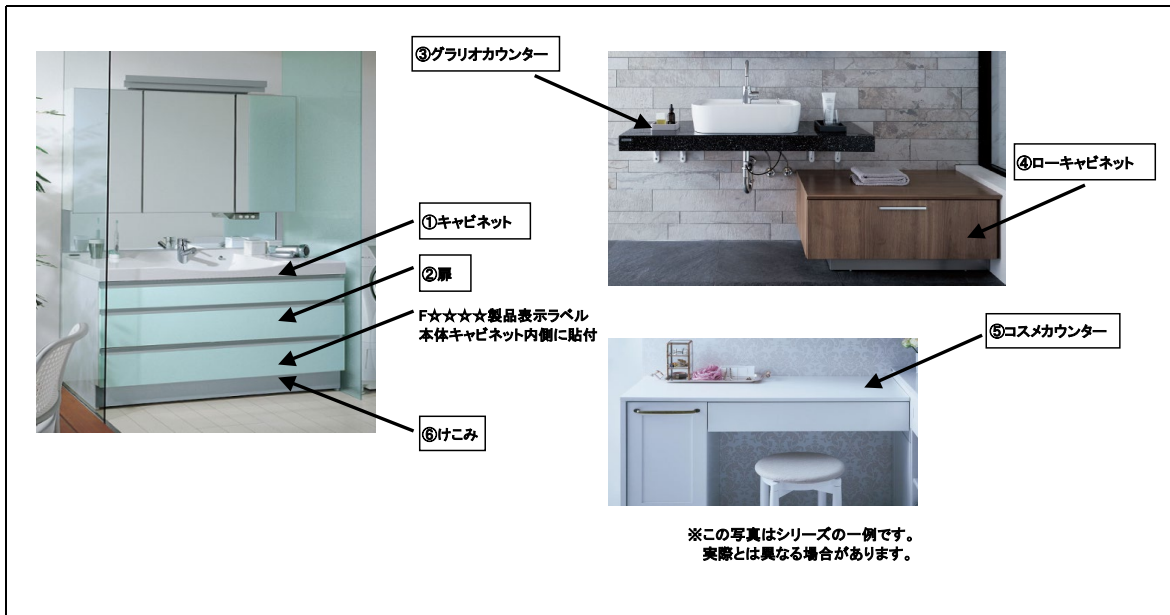 ①キャビネット
②扉
F☆☆☆☆製品表示ラベル
本体キャビネット内側に貼付
⑥けこみ
③グラリオカウンター
④ローキャビネット
⑤コスメカウンター
※この写真はシリーズの一例です。
実際とは異なる場合があります。